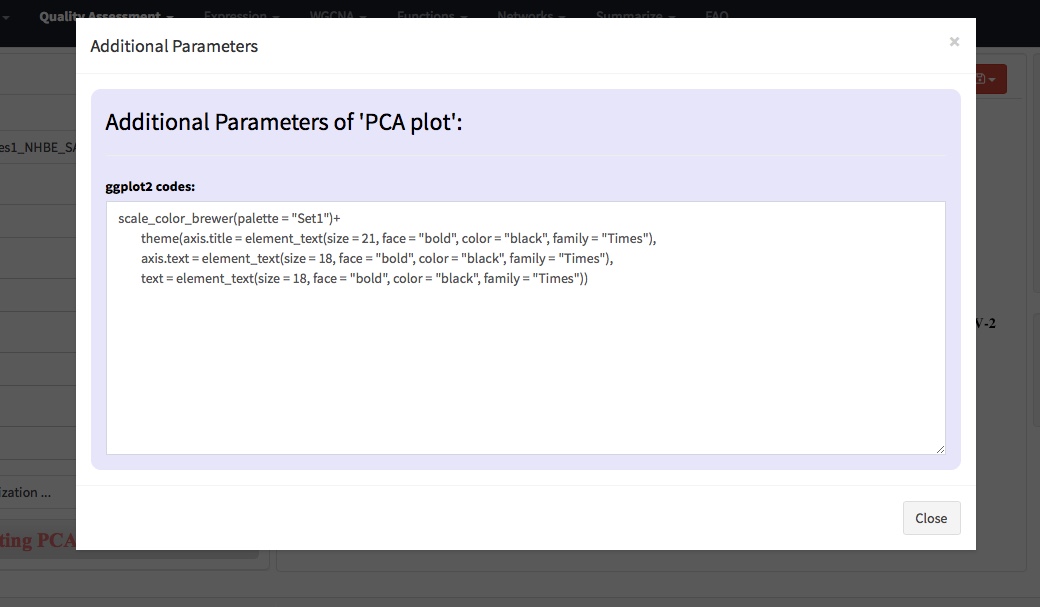 Quality Assessment Expression WGCNA Functions Networks Summarize FAQ
Additional Parameters
×
Additional Parameters of 'PCA plot':
es1_NHBE_SA
ggplot2 codes:
scale_color_brewer(palette = "Set1")+
theme(axis.title = element_text(size = 21, face = "bold", color = "black", family = "Times"),
axis.text = element_text(size = 18, face = "bold", color = "black", family = "Times"),
text = element_text(size = 18, face = "bold", color = "black", family = "Times"))
V-2
ization ...
Close
ting PCA